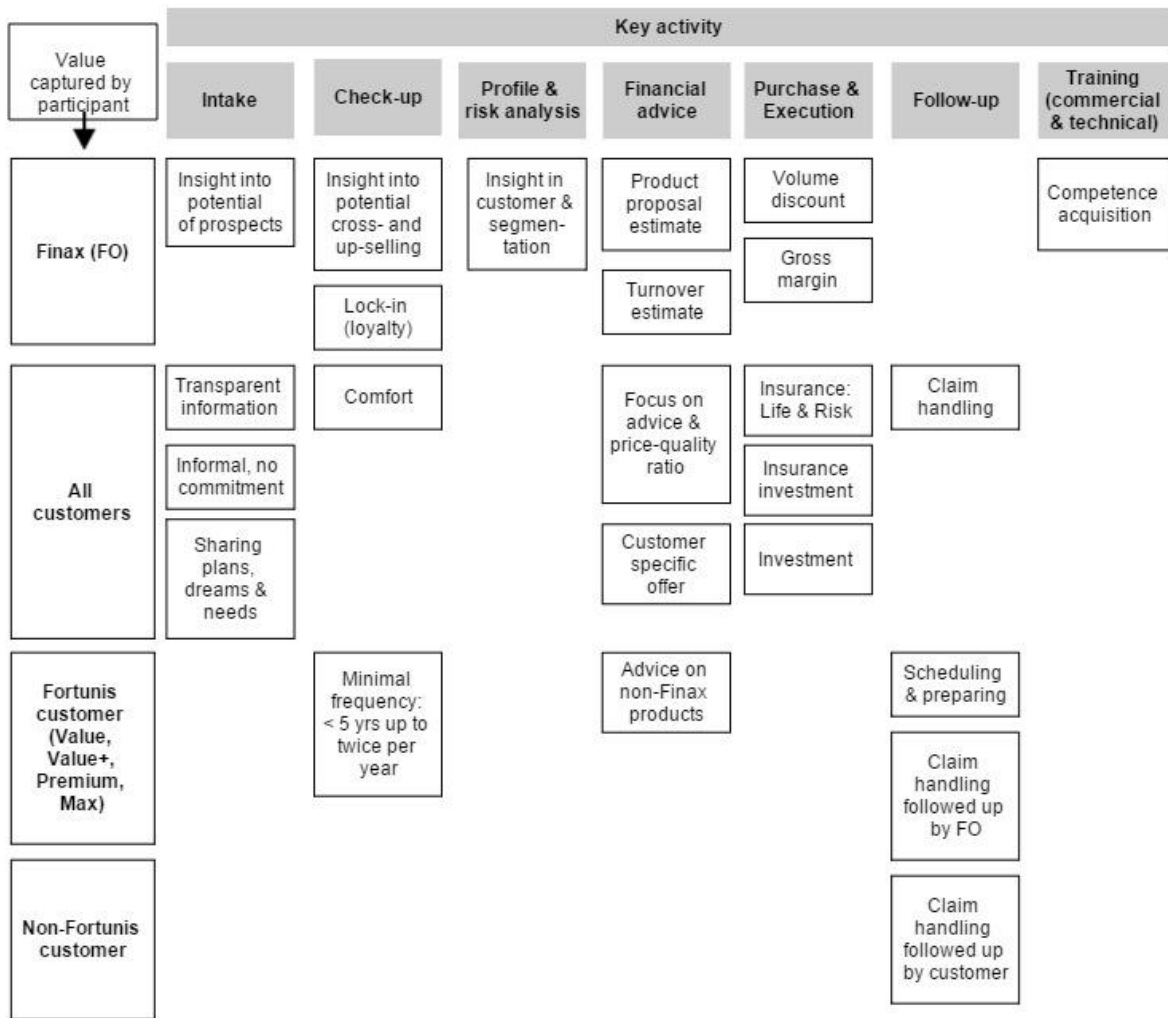 Key activity
Value
captured by
participant
Intake
Check-up
Profile &
risk analysis
Financial
advice
Purchase &
Execution
Follow-up
Training
(commercial
& technical)
Finax (FO)
Insight into
potential
of prospects
Insight into
potential
cross- and
up-selling
Lock-in
(loyalty)
Insight in
customer &
segmen-
tation
Product
proposal
estimate
Turnover
estimate
Volume
discount
Gross
margin
Competence
acquisition
All
customers
Transparent
information
Informal, no
commitment
Sharing
plans,
dreams &
needs
Comfort
Focus on
advice &
price-quality
ratio
Customer
specific
offer
Insurance:
Life & Risk
Insurance
investment
Investment
Claim
handling
Fortunis
customer
(Value,
Value+,
Premium,
Max)
Minimal
frequency:
< 5 yrs up to
twice per
year
Advice on
non-Finax
products
Scheduling
& preparing
Claim
handling
followed up
by FO
Non-Fortunis
customer
Claim
handling
followed up
by customer